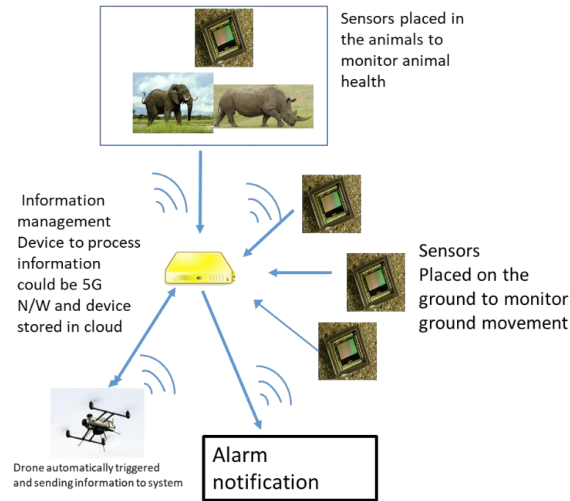 Sensors placed in
the animals to
monitor animal
health
Information
management
Device to process
information
could be 5G
N/W and device
stored in cloud
Sensors
Placed on the
ground to monitor
ground movement
Drone automatically triggered
and sending information to system
Alarm
notification